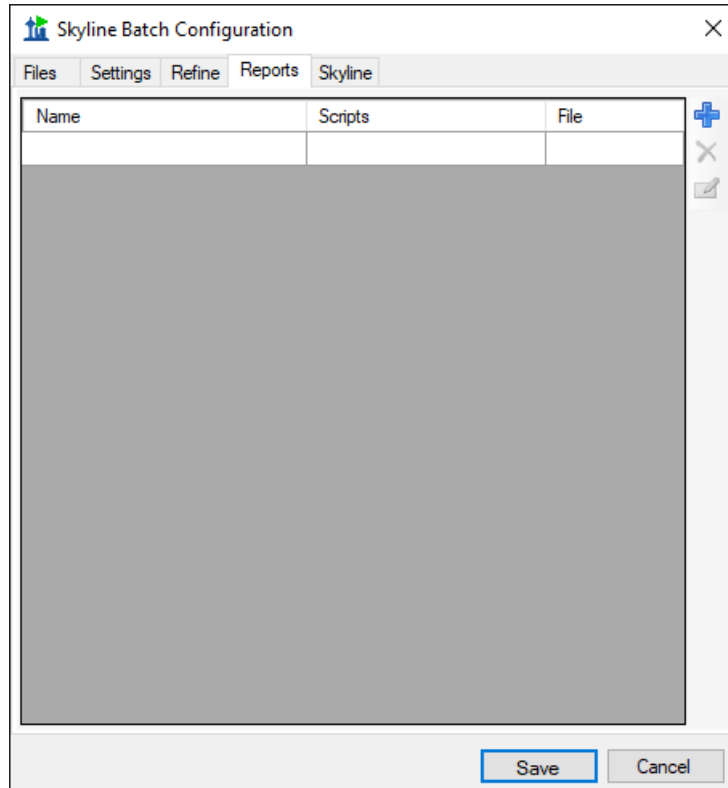 Skyline Batch Configuration
Files Settings Refine Reports Skyline
Name Scripts File
Save Cancel